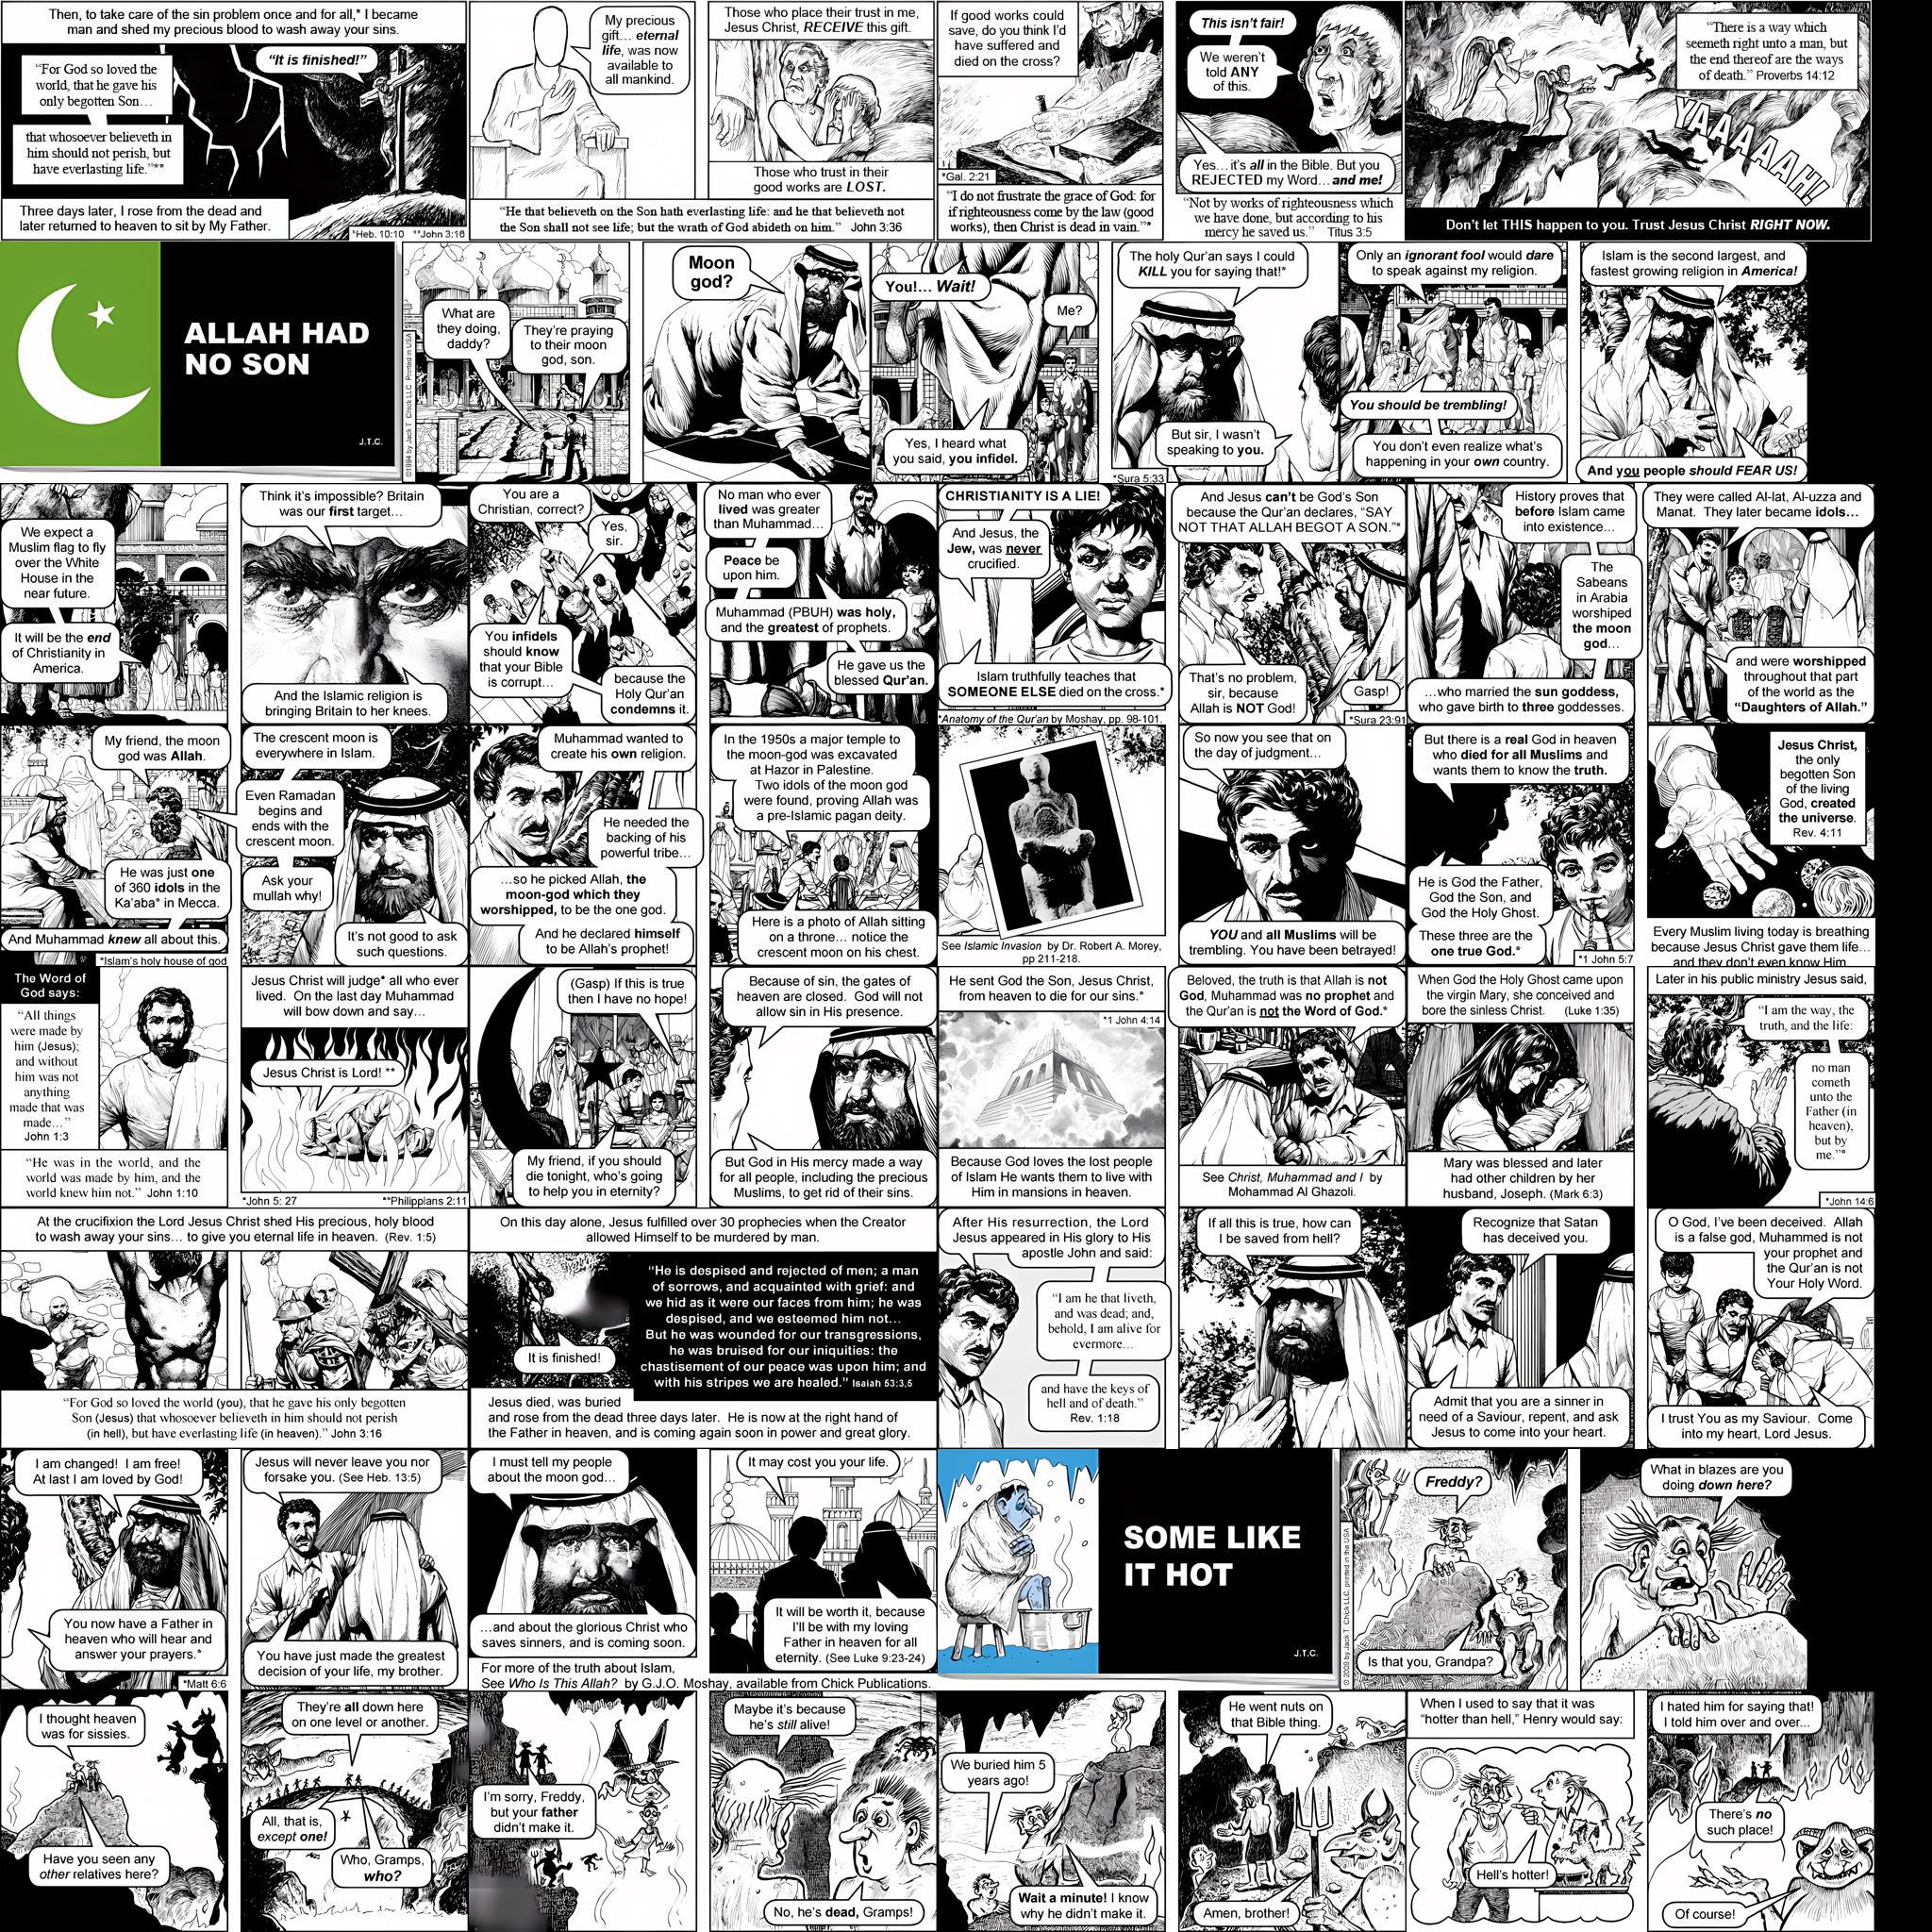 Then, to take care of the sin problem once and for all,* I became
man and shed my precious blood to wash away your sins.
“For God so loved the
world, that he gave his
only begotten Son…
“It is finished!”
that whosoever believeth in
him should not perish, but
have everlasting life.”**
Three days later, I rose from the dead and
later returned to heaven to sit by My Father.
*Heb. 10:10 **John 3:16
My precious
gift… eternal
life, was now
available to
all mankind.
Those who place their trust in me,
Jesus Christ, RECEIVE this gift.
Those who trust in their
good works are LOST.
“He that believeth on the Son hath everlasting life: and he that believeth not
the Son shall not see life; but the wrath of God abideth on him.” John 3:36
If good works could
save, do you think I’d
have suffered and
died on the cross?
*Gal. 2:21
“I do not frustrate the grace of God: for
if righteousness come by the law (good
works), then Christ is dead in vain.”*
This isn’t fair!
We weren’t
told ANY
of this.
Yes… it’s all in the Bible. But you
REJECTED my Word… and me!
“Not by works of righteousness which
we have done, but according to his
mercy he saved us.” Titus 3:5
“There is a way which
seemeth right unto a man, but
the end thereof are the ways
of death.” Proverbs 14:12
YAAAAAH!
Don’t let THIS happen to you. Trust Jesus Christ RIGHT NOW.
ALLAH HAD
NO SON
J.T.C.
©1994 by Jack T. Chick LLC Printed in USA
What are
they doing,
daddy?
They’re praying
to their moon
god, son.
Moon
god?
You!… Wait!
Me?
Yes, I heard what
you said, you infidel.
The holy Qur’an says I could
KILL you for saying that!*
But sir, I wasn’t
speaking to you.
*Sura 5:33
Only an ignorant fool would dare
to speak against my religion.
You should be trembling!
You don’t even realize what’s
happening in your own country.
Islam is the second largest, and
fastest growing religion in America!
And you people should FEAR US!
We expect a
Muslim flag to fly
over the White
House in the
near future.
It will be the end
of Christianity in
America.
Think it’s impossible? Britain
was our first target…
And the Islamic religion is
bringing Britain to her knees.
You are a
Christian, correct?
Yes,
sir.
You infidels
should know
that your Bible
is corrupt…
because the
Holy Qur’an
condemns it.
No man who ever
lived was greater
than Muhammad…
Peace be
upon him.
Muhammad (PBUH) was holy,
and the greatest of prophets.
He gave us the
blessed Qur’an.
CHRISTIANITY IS A LIE!
And Jesus, the
Jew, was never
crucified.
Islam truthfully teaches that
SOMEONE ELSE died on the cross.*
*Anatomy of the Qur’an by Moshay, pp. 98-101.
And Jesus can’t be God’s Son
because the Qur’an declares, “SAY
NOT THAT ALLAH BEGOT A SON.”*
That’s no problem,
sir, because
Allah is NOT God!
Gasp!
*Sura 23:91
History proves that
before Islam came
into existence…
The
Sabeans
in Arabia
worshiped
the moon
god…
…who married the sun goddess,
who gave birth to three goddesses.
They were called Al-lat, Al-uzza and
Manat. They later became idols…
and were worshipped
throughout that part
of the world as the
“Daughters of Allah.”
My friend, the moon
god was Allah.
He was just one
of 360 idols in the
Ka’aba* in Mecca.
And Muhammad knew all about this.
*Islam’s holy house of god
The crescent moon is
everywhere in Islam.
Even Ramadan
begins and
ends with the
crescent moon.
Ask your
mullah why!
It’s not good to ask
such questions.
Muhammad wanted to
create his own religion.
He needed the
backing of his
powerful tribe…
…so he picked Allah, the
moon-god which they
worshipped, to be the one god.
And he declared himself
to be Allah’s prophet!
In the 1950s a major temple to
the moon-god was excavated
at Hazor in Palestine.
Two idols of the moon god
were found, proving Allah was
a pre-Islamic pagan deity.
Here is a photo of Allah sitting
on a throne… notice the
crescent moon on his chest.
See Islamic Invasion by Dr. Robert A. Morey,
pp 211-218.
So now you see that on
the day of judgment…
YOU and all Muslims will be
trembling. You have been betrayed!
But there is a real God in heaven
who died for all Muslims and
wants them to know the truth.
He is God the Father,
God the Son, and
God the Holy Ghost.
These three are the
one true God.*
*1 John 5:7
Jesus Christ,
the only
begotten Son
of the living
God, created
the universe.
Rev. 4:11
Every Muslim living today is breathing
because Jesus Christ gave them life…
and they don’t even know Him.
The Word of
God says:
“All things
were made by
him (Jesus);
and without
him was not
anything
made that was
made…”
John 1:3
“He was in the world, and the
world was made by him, and the
world knew him not.” John 1:10
Jesus Christ will judge* all who ever
lived. On the last day Muhammad
will bow down and say…
Jesus Christ is Lord! **
*John 5: 27 **Philippians 2:11
(Gasp) If this is true
then I have no hope!
My friend, if you should
die tonight, who’s going
to help you in eternity?
Because of sin, the gates of
heaven are closed. God will not
allow sin in His presence.
But God in His mercy made a way
for all people, including the precious
Muslims, to get rid of their sins.
He sent God the Son, Jesus Christ,
from heaven to die for our sins.*
*1 John 4:14
Because God loves the lost people
of Islam He wants them to live with
Him in mansions in heaven.
Beloved, the truth is that Allah is not
God, Muhammad was no prophet and
the Qur’an is not the Word of God.*
See Christ, Muhammad and I by
Mohammad Al Ghazoli.
When God the Holy Ghost came upon
the virgin Mary, she conceived and
bore the sinless Christ. (Luke 1:35)
Mary was blessed and later
had other children by her
husband, Joseph. (Mark 6:3)
Later in his public ministry Jesus said,
“I am the way, the
truth, and the life:
no man
cometh
unto the
Father (in
heaven),
but by
me.”*
*John 14:6
At the crucifixion the Lord Jesus Christ shed His precious, holy blood
to wash away your sins… to give you eternal life in heaven. (Rev. 1:5)
“For God so loved the world (you), that he gave his only begotten
Son (Jesus) that whosoever believeth in him should not perish
(in hell), but have everlasting life (in heaven).” John 3:16
On this day alone, Jesus fulfilled over 30 prophecies when the Creator
allowed Himself to be murdered by man.
It is finished!
“He is despised and rejected of men; a man
of sorrows, and acquainted with grief: and
we hid as it were our faces from him; he was
despised, and we esteemed him not…
But he was wounded for our transgressions,
he was bruised for our iniquities: the
chastisement of our peace was upon him; and
with his stripes we are healed.” Isaiah 53:3,5
Jesus died, was buried
and rose from the dead three days later. He is now at the right hand of
the Father in heaven, and is coming again soon in power and great glory.
After His resurrection, the Lord
Jesus appeared in His glory to His
apostle John and said:
“I am he that liveth,
and was dead; and,
behold, I am alive for
evermore…
and have the keys of
hell and of death.”
Rev. 1:18
If all this is true, how can
I be saved from hell?
Recognize that Satan
has deceived you.
Admit that you are a sinner in
need of a Saviour, repent, and ask
Jesus to come into your heart.
O God, I’ve been deceived. Allah
is a false god, Muhammed is not
your prophet and
the Qur’an is not
Your Holy Word.
I trust You as my Saviour. Come
into my heart, Lord Jesus.
I am changed! I am free!
At last I am loved by God!
You now have a Father in
heaven who will hear and
answer your prayers.*
*Matt 6:6
Jesus will never leave you nor
forsake you. (See Heb. 13:5)
You have just made the greatest
decision of your life, my brother.
I must tell my people
about the moon god…
…and about the glorious Christ who
saves sinners, and is coming soon.
It may cost you your life.
It will be worth it, because
I’ll be with my loving
Father in heaven for all
eternity. (See Luke 9:23-24)
For more of the truth about Islam,
See Who Is This Allah? by G.J.O. Moshay, available from Chick Publications.
SOME LIKE
IT HOT
J.T.C.
© 2009 by Jack T. Chick LLC, printed in the USA
Freddy?
Is that you, Grandpa?
What in blazes are you
doing down here?
I thought heaven
was for sissies.
Have you seen any
other relatives here?
They’re all down here
on one level or another.
All, that is,
except one!
Who, Gramps,
who?
I’m sorry, Freddy,
but your father
didn’t make it.
Maybe it’s because
he’s still alive!
No, he’s dead, Gramps!
We buried him 5
years ago!
Wait a minute! I know
why he didn’t make it.
He went nuts on
that Bible thing.
Amen, brother!
When I used to say that it was
“hotter than hell,” Henry would say:
Hell’s hotter!
I hated him for saying that!
I told him over and over…
There’s no
such place!
Of course!